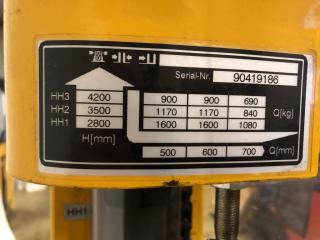 Serial-Nr. 90419186
HH3 4200 900 900 690
HH2 3500 1170 1170 840 Q[kg]
HH1 2800 1600 1600 1080
H[mm]
500 600 700 Q[mm]
HH1